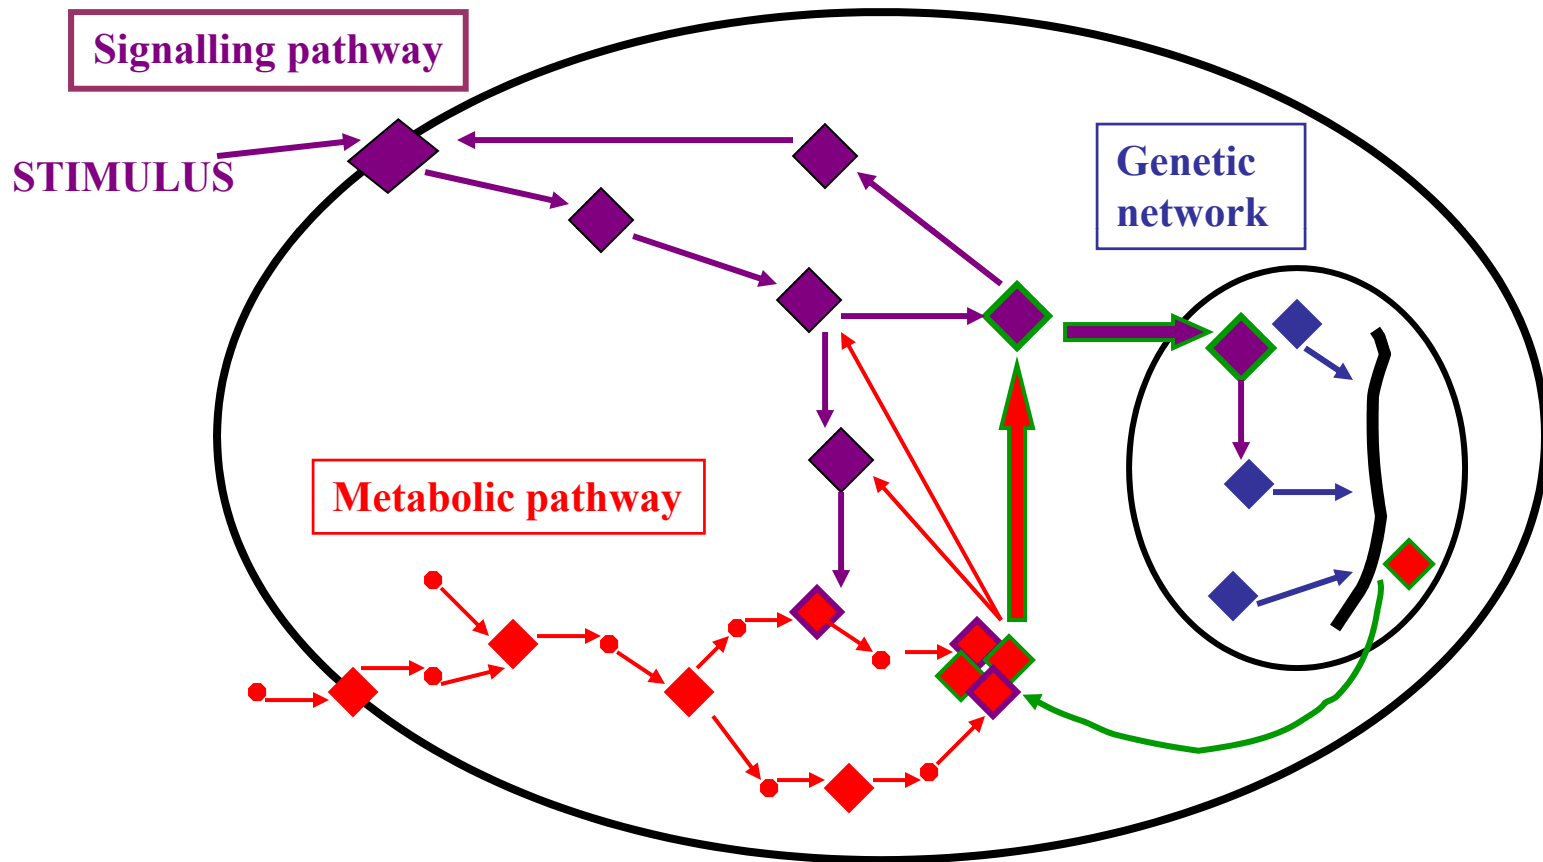 Signalling pathway
STIMULUS
Genetic
network
Metabolic pathway